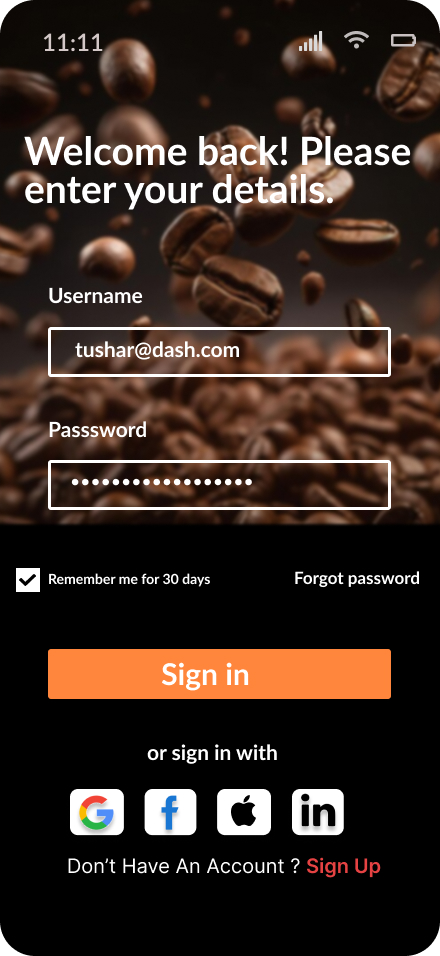 11:11
Welcome back! Please
enter your details.
Username
tushar@dash.com
Passsword
••••••••••••••••••
Remember me for 30 days
Forgot password
Sign in
or sign in with
G f in
Don't Have An Account ? Sign Up